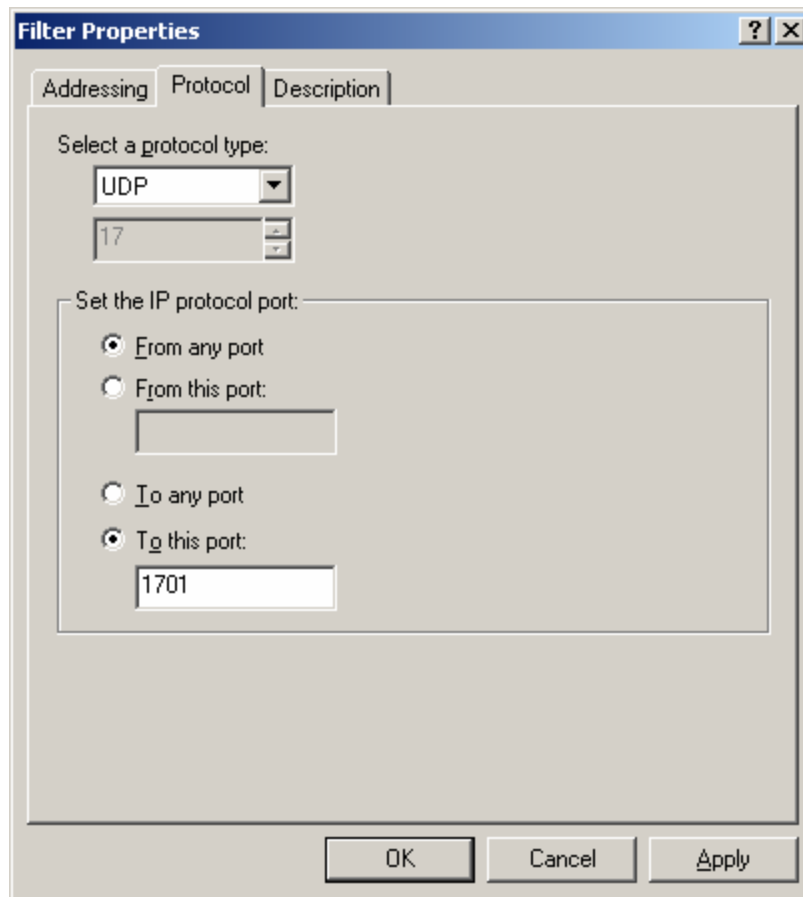 Filter Properties
Addressing Protocol Description
Select a protocol type:
UDP
17
Set the IP protocol port:
From any port
From this port:
To any port
To this port:
1701
OK Cancel Apply